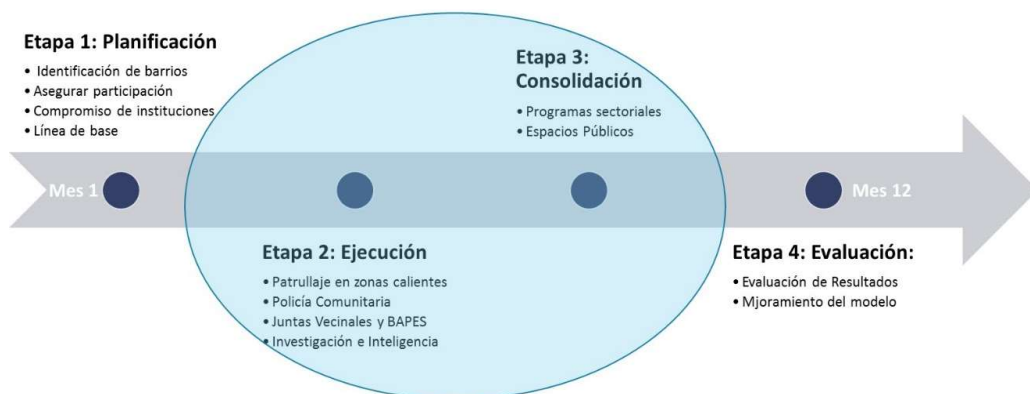 Etapa 1: Planificación
• Identificación de barrios
• Asegurar participación
• Compromiso de instituciones
• Línea de base
Etapa 3:
Consolidación
• Programas sectoriales
• Espacios Públicos
Mes 1
Mes 12
Etapa 2: Ejecución
• Patrullaje en zonas calientes
• Policía Comunitaria
• Juntas Vecinales y BAPES
• Investigación e Inteligencia
Etapa 4: Evaluación:
• Evaluación de Resultados
• Mjoramiento del modelo